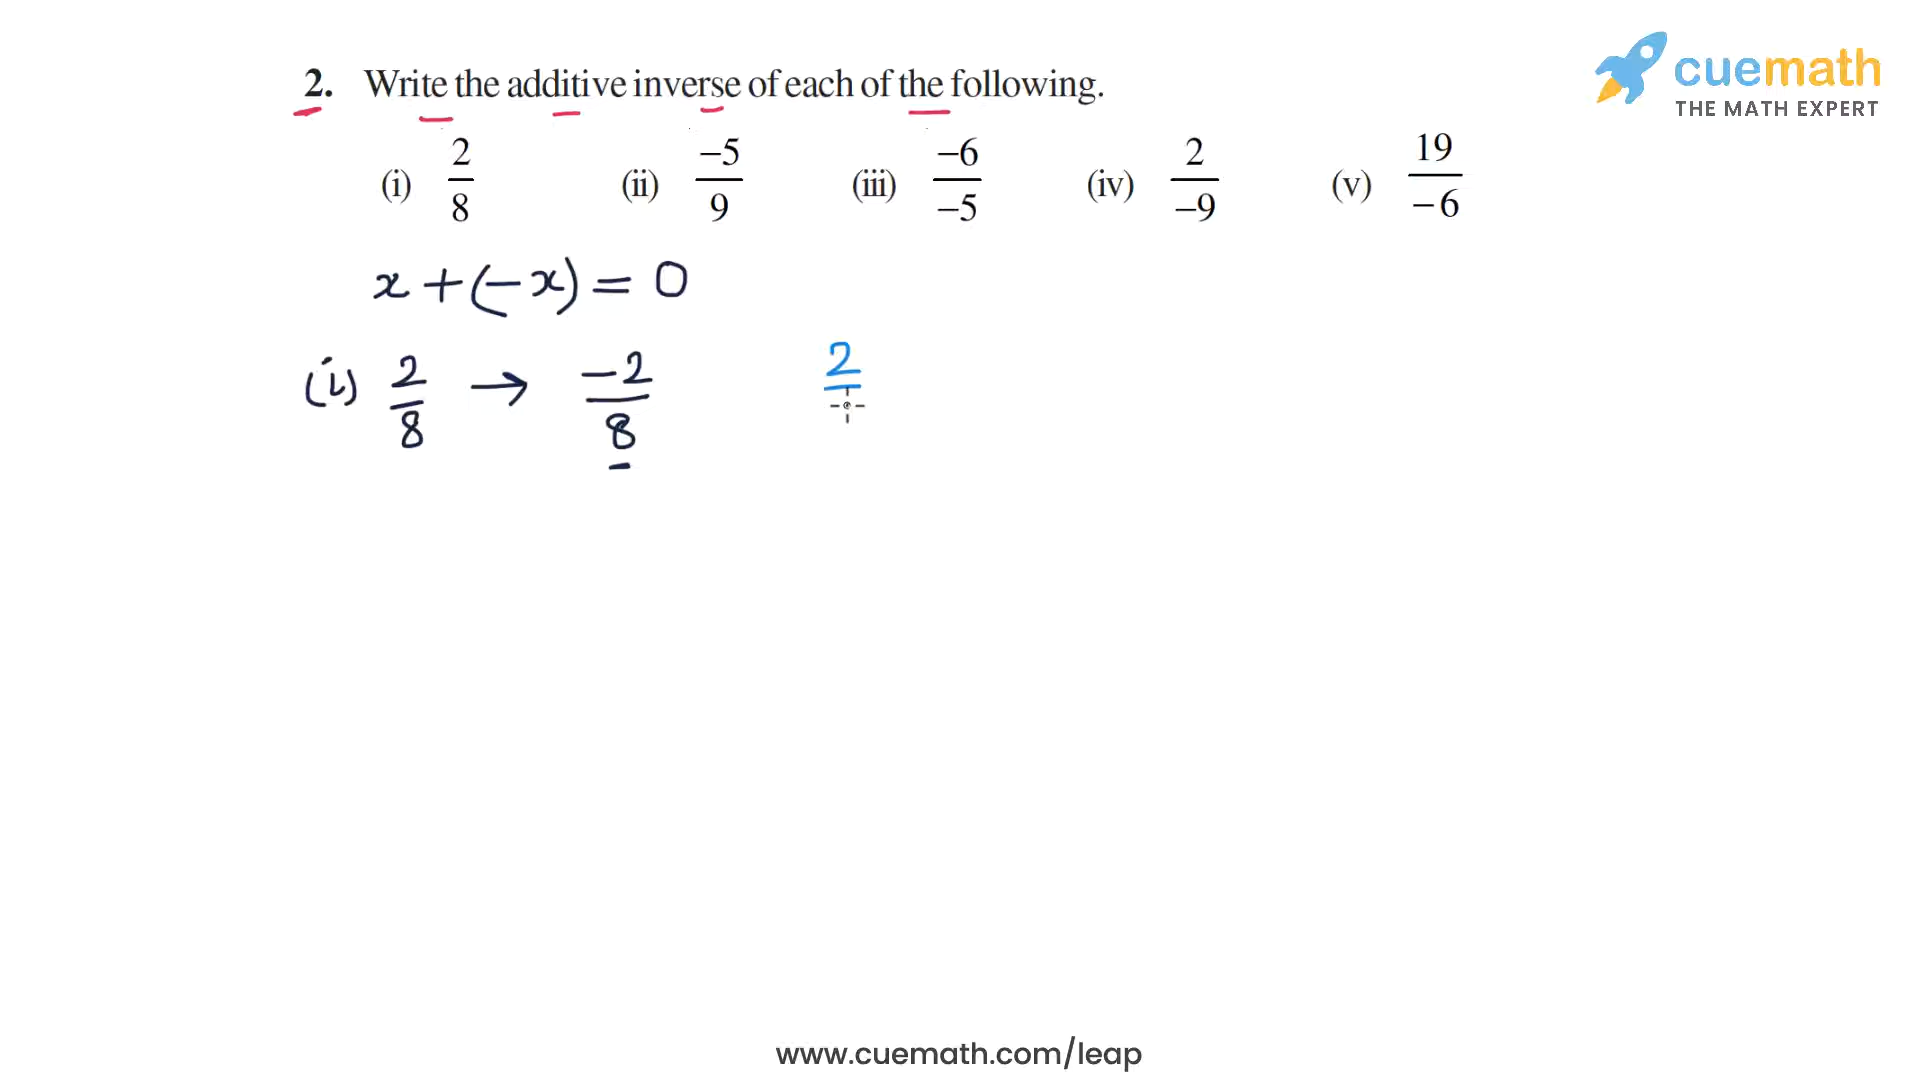 2. Write the additive inverse of each of the following.
cuemath
THE MATH EXPERT
(i) 2/8 (ii) –5/9 (iii) –6/–5 (iv) 2/–9 (v) 19/–6
x + (−x) = 0
(i) 2/8 → −2/8 2
www.cuemath.com/leap